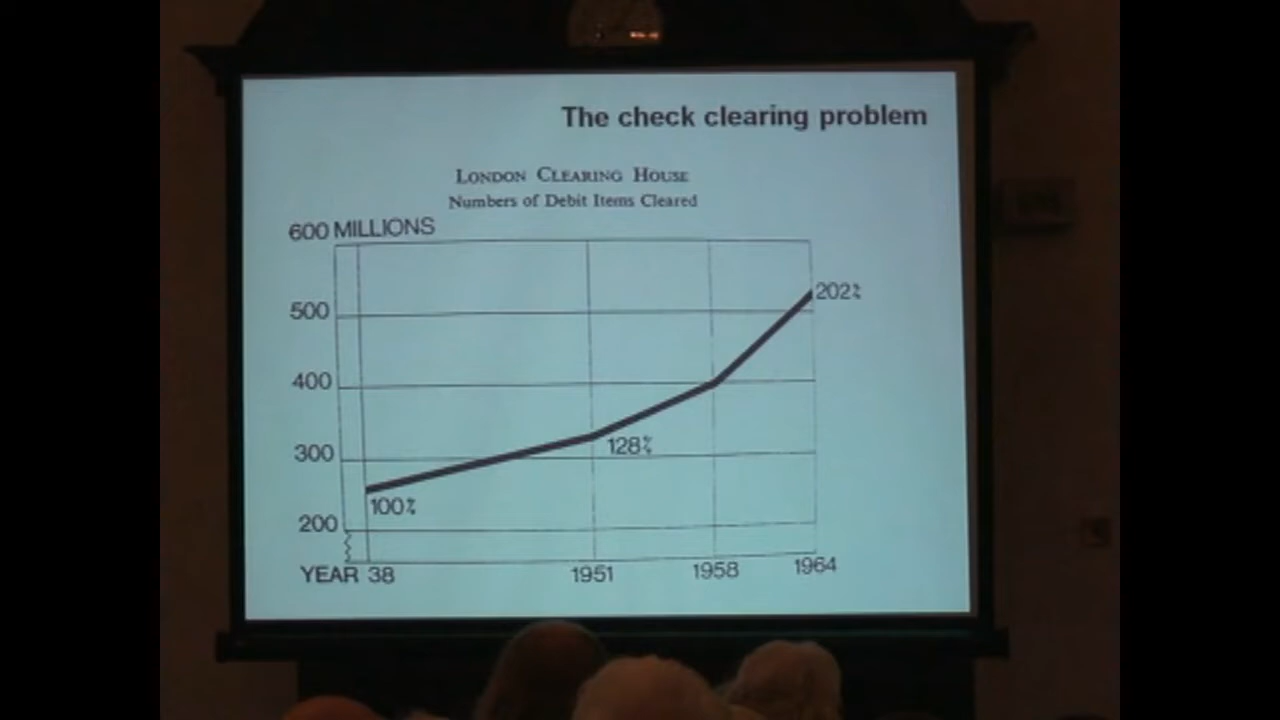 The check clearing problem
LONDON CLEARING HOUSE
Numbers of Debit Items Cleared
600 MILLIONS
202%
500
400
128%
300
100%
200
YEAR 38 1951 1958 1964